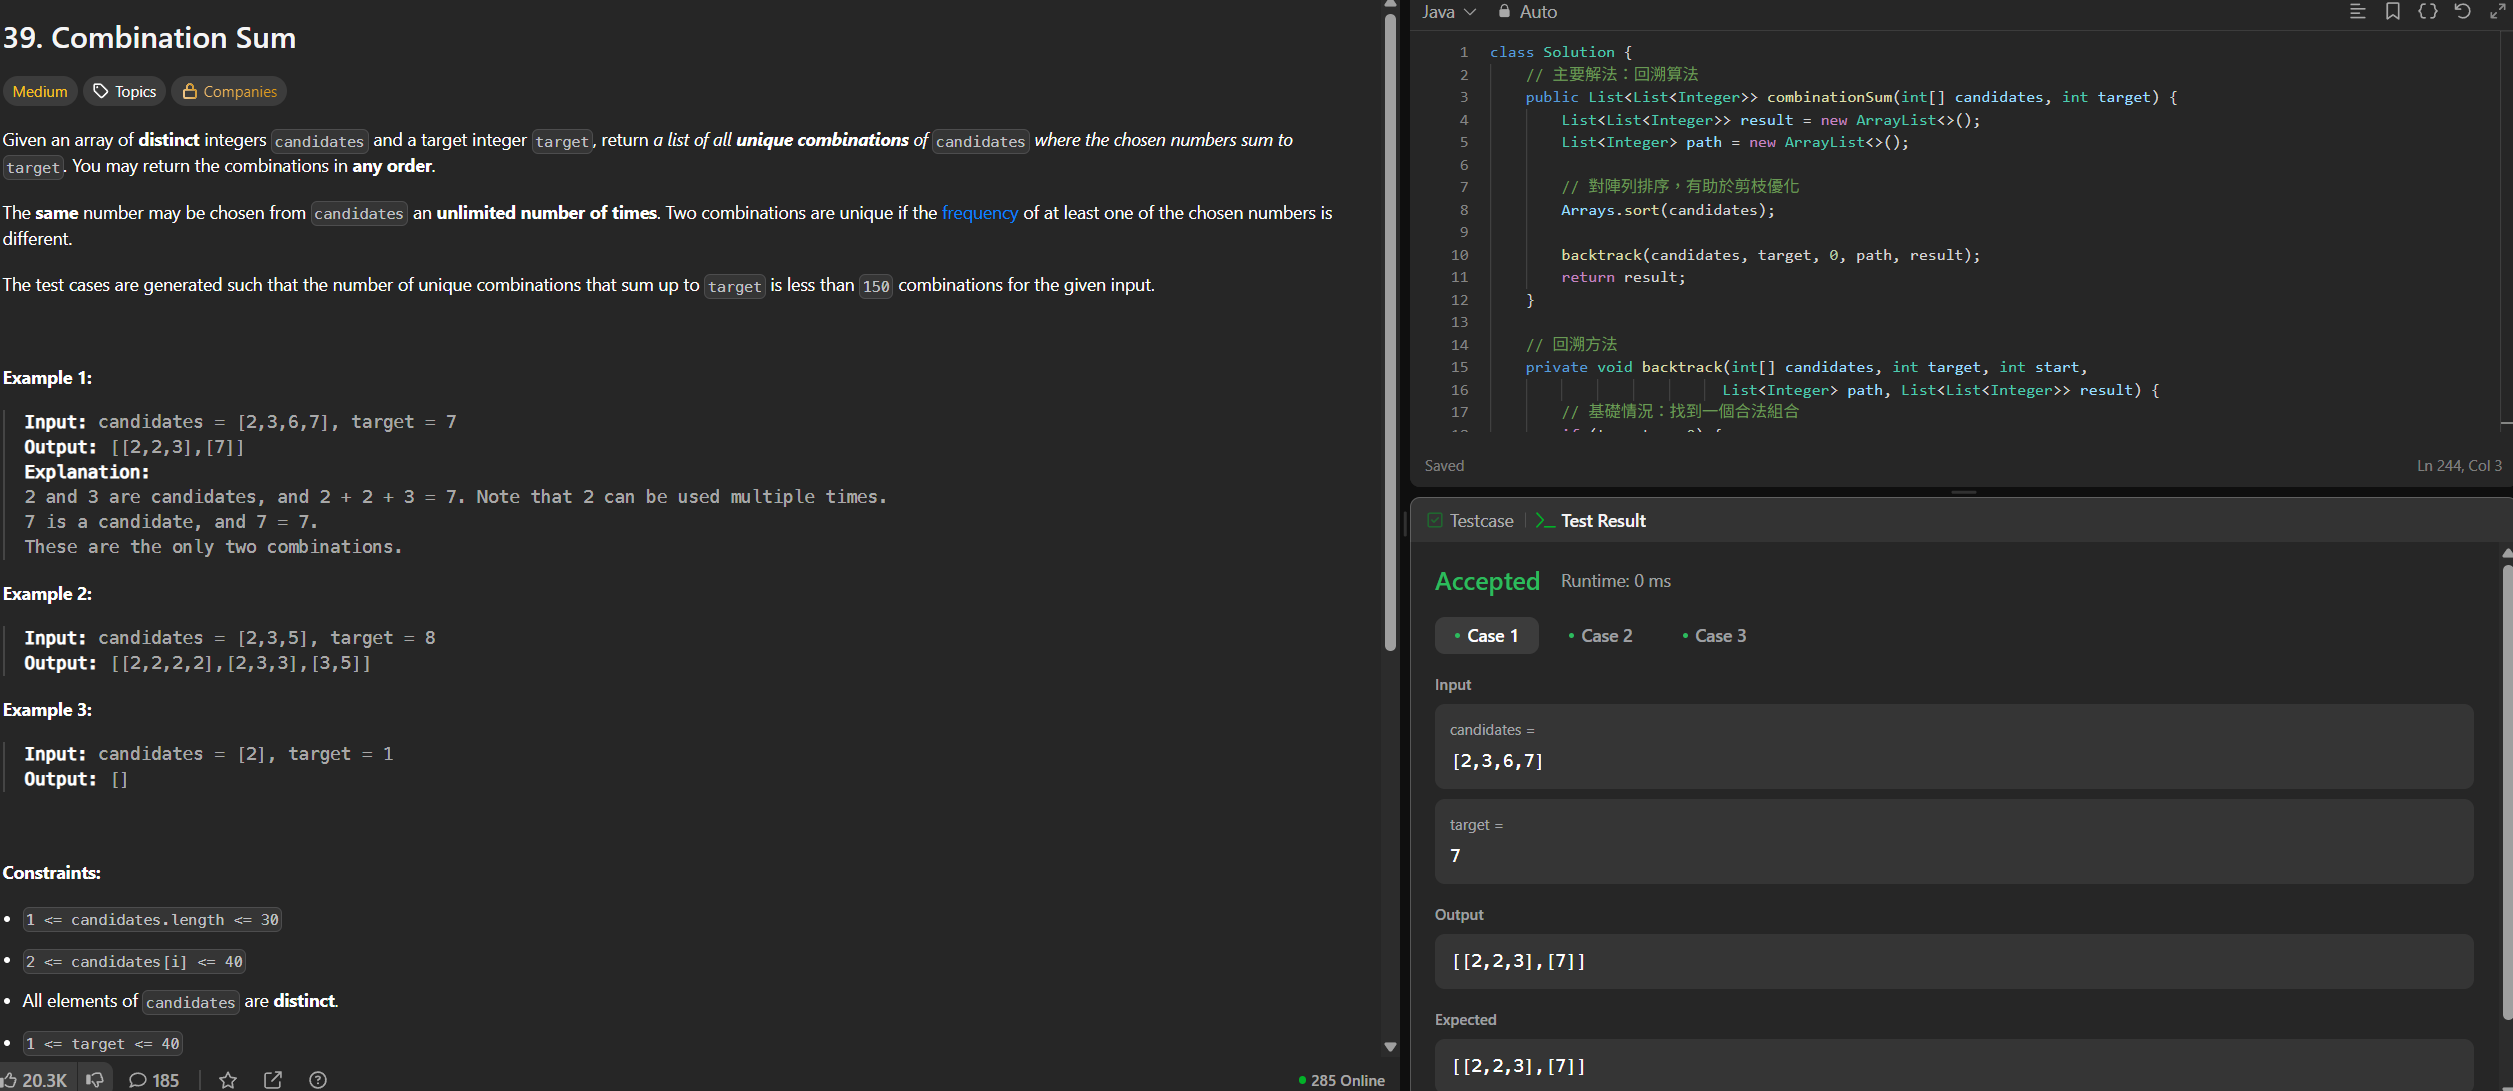 39. Combination Sum
Medium
Topics
Companies
Given an array of distinct integers candidates and a target integer target, return a list of all unique combinations of candidates where the chosen numbers sum to
target. You may return the combinations in any order.
The same number may be chosen from candidates an unlimited number of times. Two combinations are unique if the frequency of at least one of the chosen numbers is
different.
The test cases are generated such that the number of unique combinations that sum up to target is less than 150 combinations for the given input.
Example 1:
Input: candidates = [2,3,6,7], target = 7
Output: [[2,2,3],[7]]
Explanation:
2 and 3 are candidates, and 2 + 2 + 3 = 7. Note that 2 can be used multiple times.
7 is a candidate, and 7 = 7.
These are the only two combinations.
Example 2:
Input: candidates = [2,3,5], target = 8
Output: [[2,2,2,2],[2,3,3],[3,5]]
Example 3:
Input: candidates = [2], target = 1
Output: []
Constraints:
• 1 <= candidates.length <= 30
• 2 <= candidates[i] <= 40
• All elements of candidates are distinct.
• 1 <= target <= 40
20.3K
185
285 Online
Java
Auto
1 class Solution {
2 // 主要解法：回溯算法
3 public List<List<Integer>> combinationSum(int[] candidates, int target) {
4 List<List<Integer>> result = new ArrayList<>();
5 List<Integer> path = new ArrayList<>();
6
7 // 對陣列排序，有助於剪枝優化
8 Arrays.sort(candidates);
9
10 backtrack(candidates, target, 0, path, result);
11 return result;
12 }
13
14 // 回溯方法
15 private void backtrack(int[] candidates, int target, int start,
16 List<Integer> path, List<List<Integer>> result) {
17 // 基礎情況：找到一個合法組合
Saved
Ln 244, Col 3
Testcase
Test Result
Accepted
Runtime: 0 ms
Case 1
Case 2
Case 3
Input
candidates =
[2,3,6,7]
target =
7
Output
[[2,2,3],[7]]
Expected
[[2,2,3],[7]]